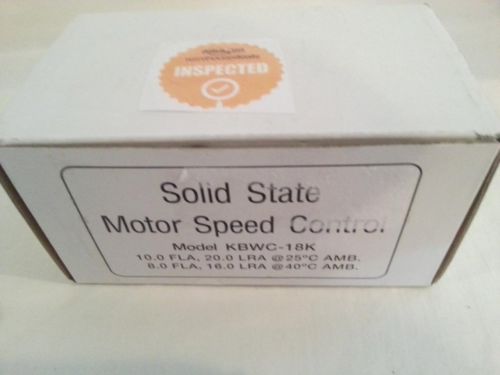 INSPECTED
Solid State
Motor Speed Control
Model KBWC-18K
10.0 FLA, 20.0 LRA @25°C AMB.
8.0 FLA, 16.0 LRA @40°C AMB.